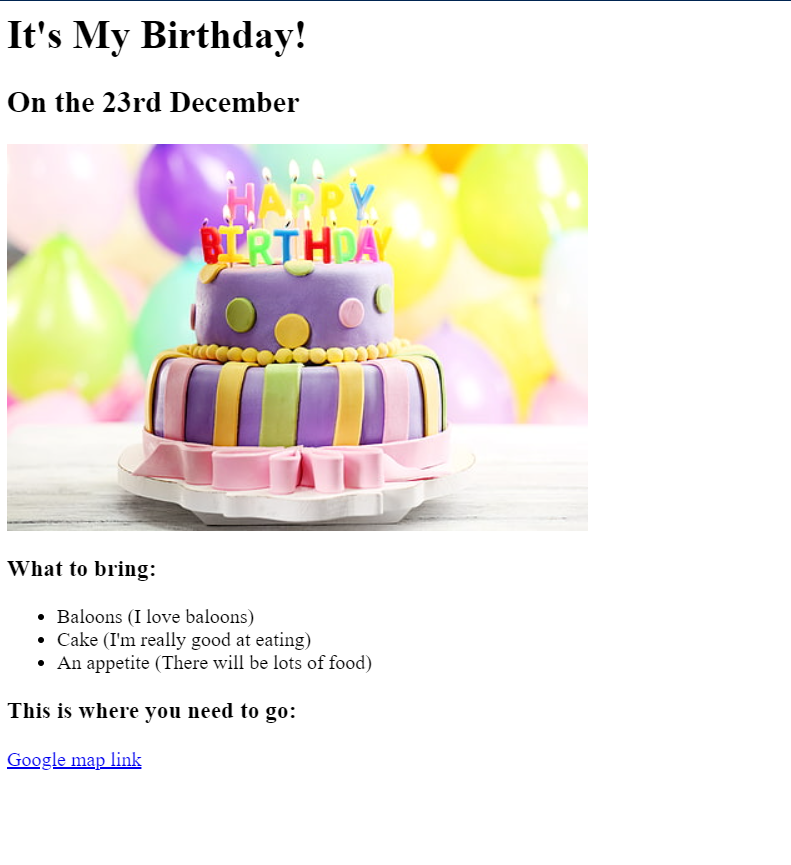 It's My Birthday!
On the 23rd December
HAPPY
BIRTHDAY
What to bring:
Baloons (I love baloons)
Cake (I'm really good at eating)
An appetite (There will be lots of food)
This is where you need to go:
Google map link